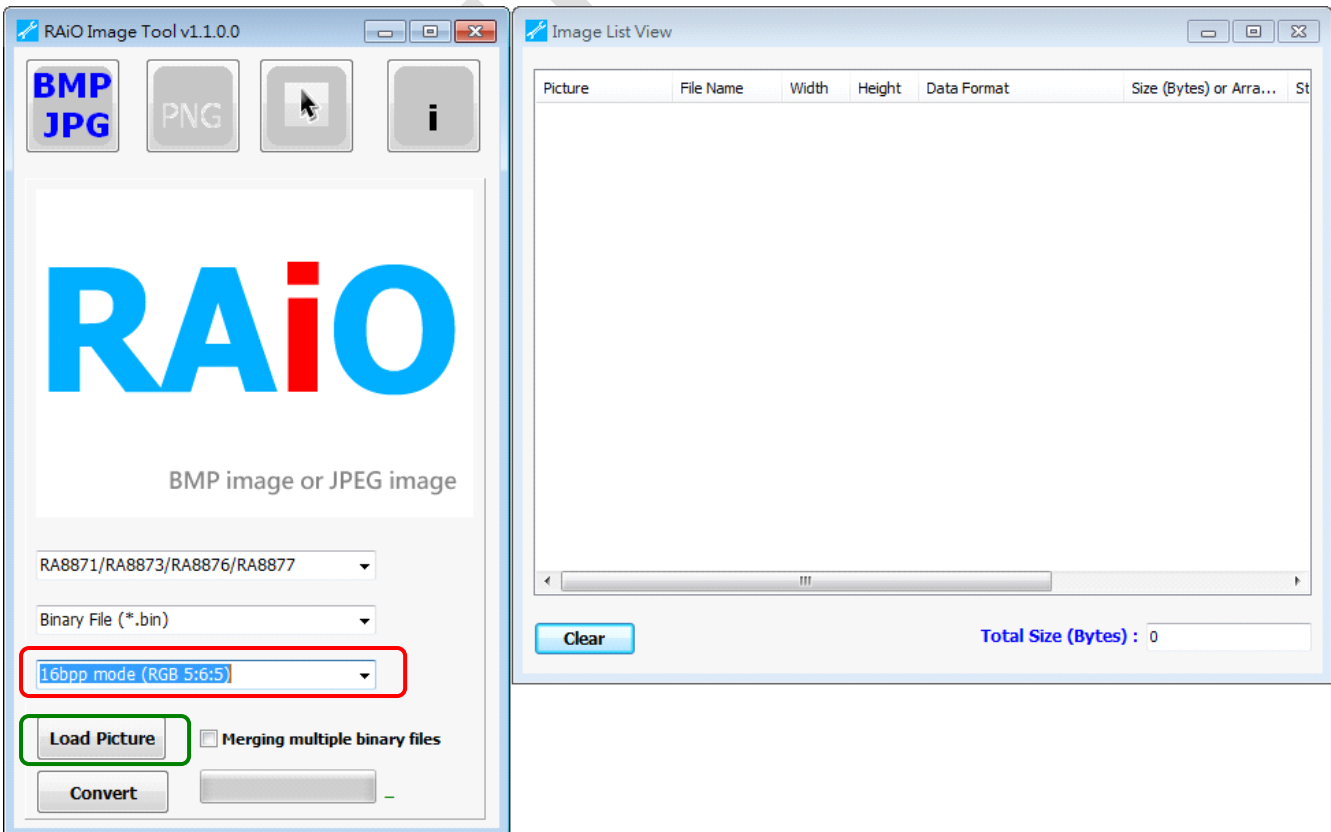 RAiO Image Tool v1.1.0.0
BMP
JPG
PNG
i
RAiO
BMP image or JPEG image
RA8871/RA8873/RA8876/RA8877
Binary File (*.bin)
16bpp mode (RGB 5:6:5)
Load Picture
Merging multiple binary files
Convert
_
Image List View
Picture File Name Width Height Data Format Size (Bytes) or Arra... St
Clear
Total Size (Bytes) : 0